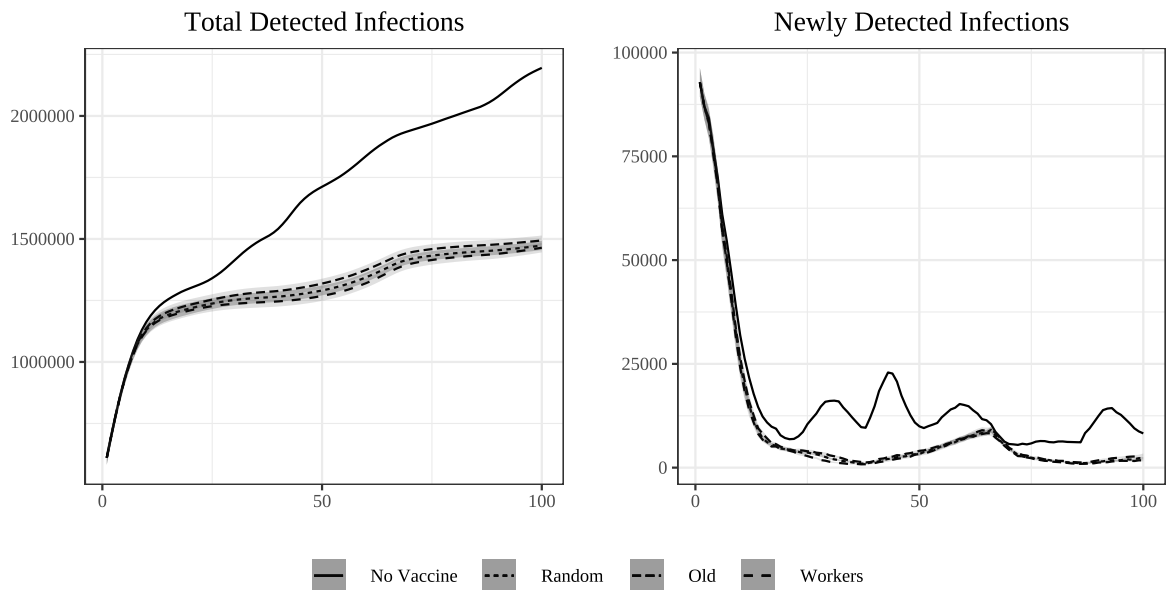 Total Detected Infections
2000000
1500000
1000000
0 50 100
Newly Detected Infections
100000
75000
50000
25000
0
0 50 100
No Vaccine Random Old Workers